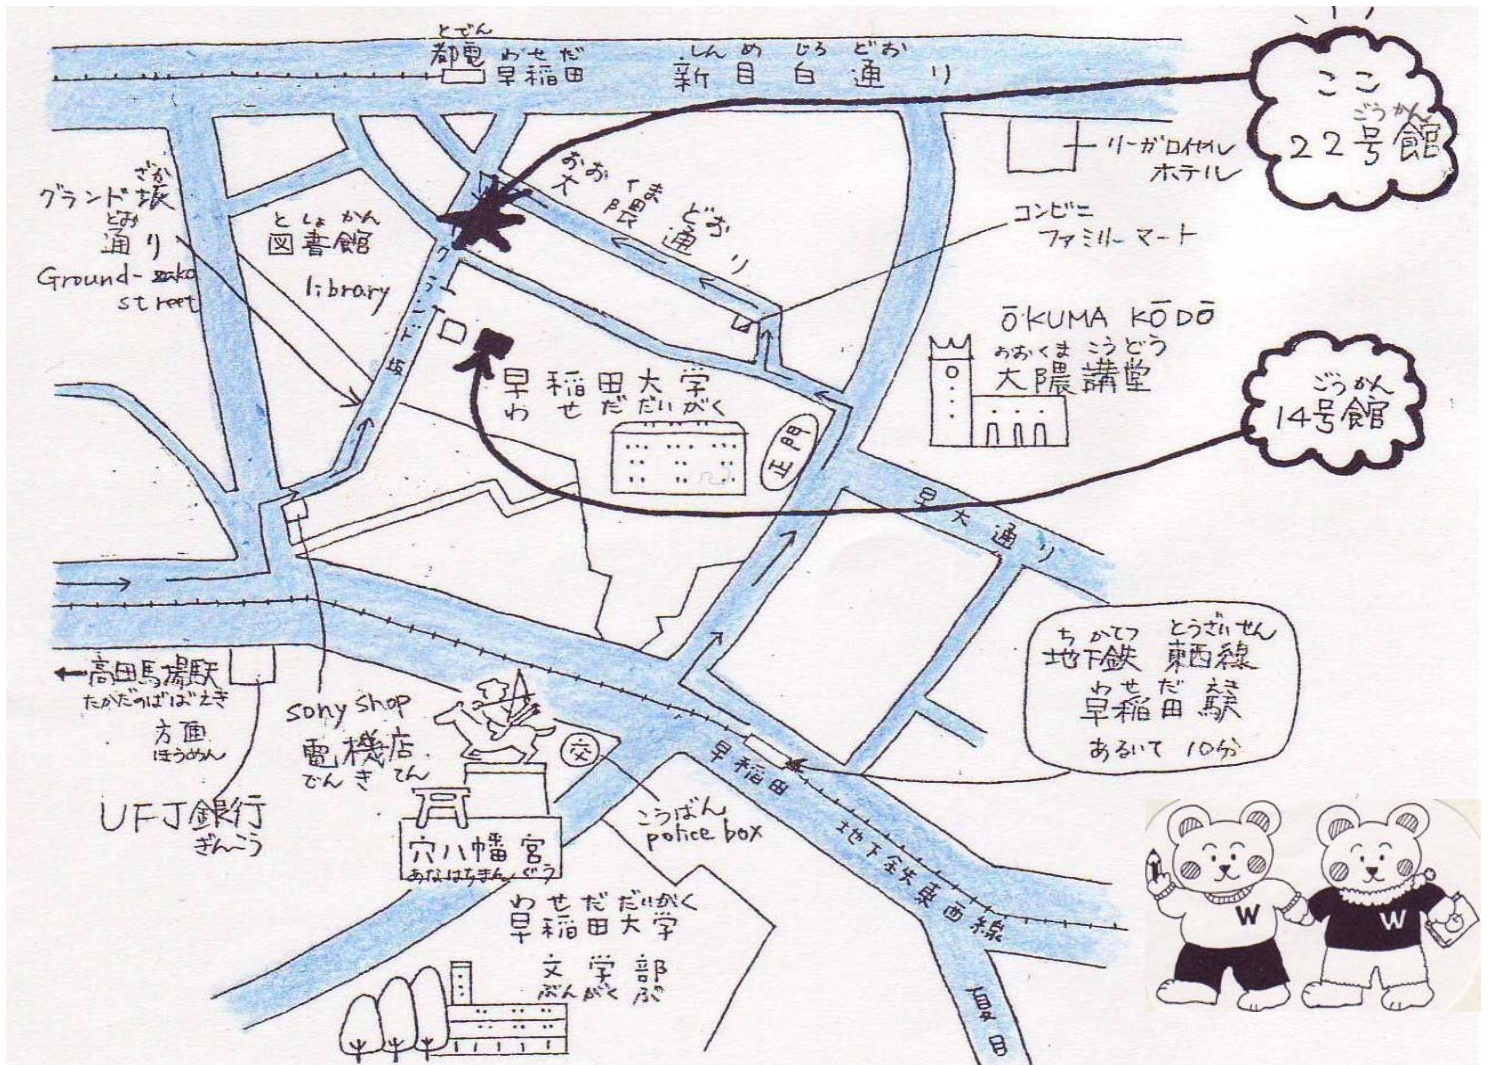 とでん
都電
わせだ
早稲田
しん め じろ どお
新目白通り
ここ
ごうかん
22号館
リーガロイヤル
ホテル
コンビニ
ファミリーマート
おお くま どお
大隈通り
ざか
グランド坂
どお
通り
Ground-zaka
street
と しょ かん
図書館
library
グランド坂
ŌKUMA KŌDŌ
おおくま こうどう
大隈講堂
ごうかん
14号館
早稲田大学
わせだだいがく
正門
早大通り
ちかてつ とうざいせん
地下鉄 東西線
わせだ えき
早稲田駅
あるいて 10分
←高田馬場駅
たかだのばばえき
方面
ほうめん
sony shop
電機店
でんきてん
UFJ銀行
ぎんこう
交
こうばん
police box
穴八幡宮
あなはちまんぐう
早稲田
地下鉄東西線
わせだだいがく
早稲田大学
文学部
ぶんがくぶ
夏目
W
W